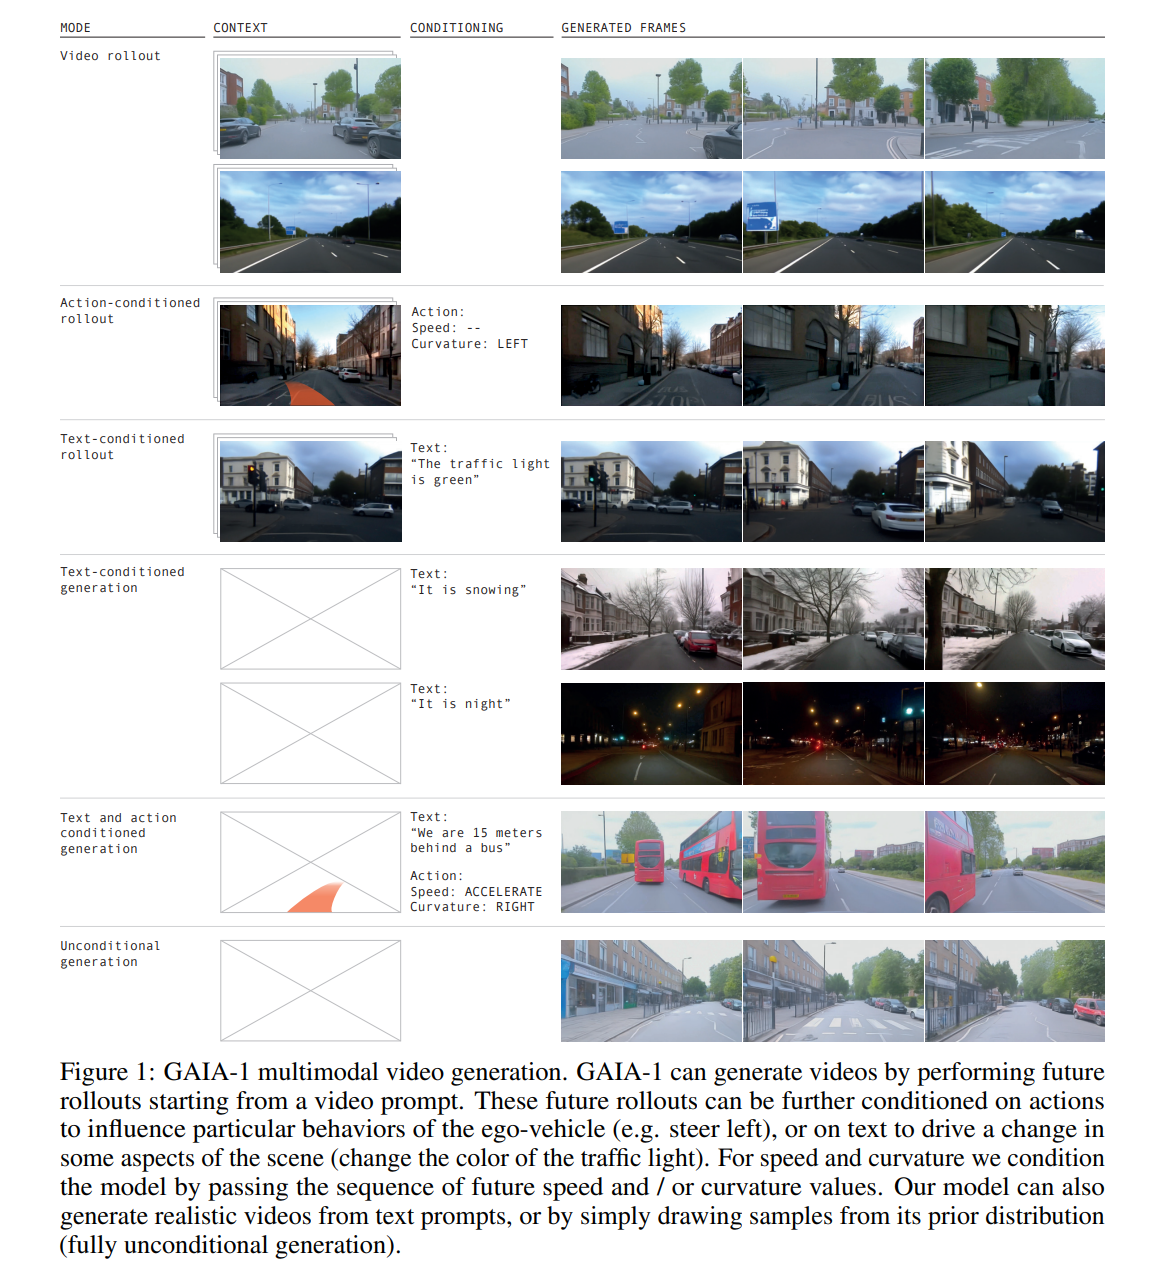 MODE CONTEXT CONDITIONING GENERATED FRAMES
Video rollout
Action-conditioned
rollout
Action:
Speed: --
Curvature: LEFT
Text-conditioned
rollout
Text:
“The traffic light
is green”
Text-conditioned
generation
Text:
“It is snowing”
Text:
“It is night”
Text and action
conditioned
generation
Text:
“We are 15 meters
behind a bus”
Action:
Speed: ACCELERATE
Curvature: RIGHT
Unconditional
generation
Figure 1: GAIA-1 multimodal video generation. GAIA-1 can generate videos by performing future
rollouts starting from a video prompt. These future rollouts can be further conditioned on actions
to influence particular behaviors of the ego-vehicle (e.g. steer left), or on text to drive a change in
some aspects of the scene (change the color of the traffic light). For speed and curvature we condition
the model by passing the sequence of future speed and / or curvature values. Our model can also
generate realistic videos from text prompts, or by simply drawing samples from its prior distribution
(fully unconditional generation).